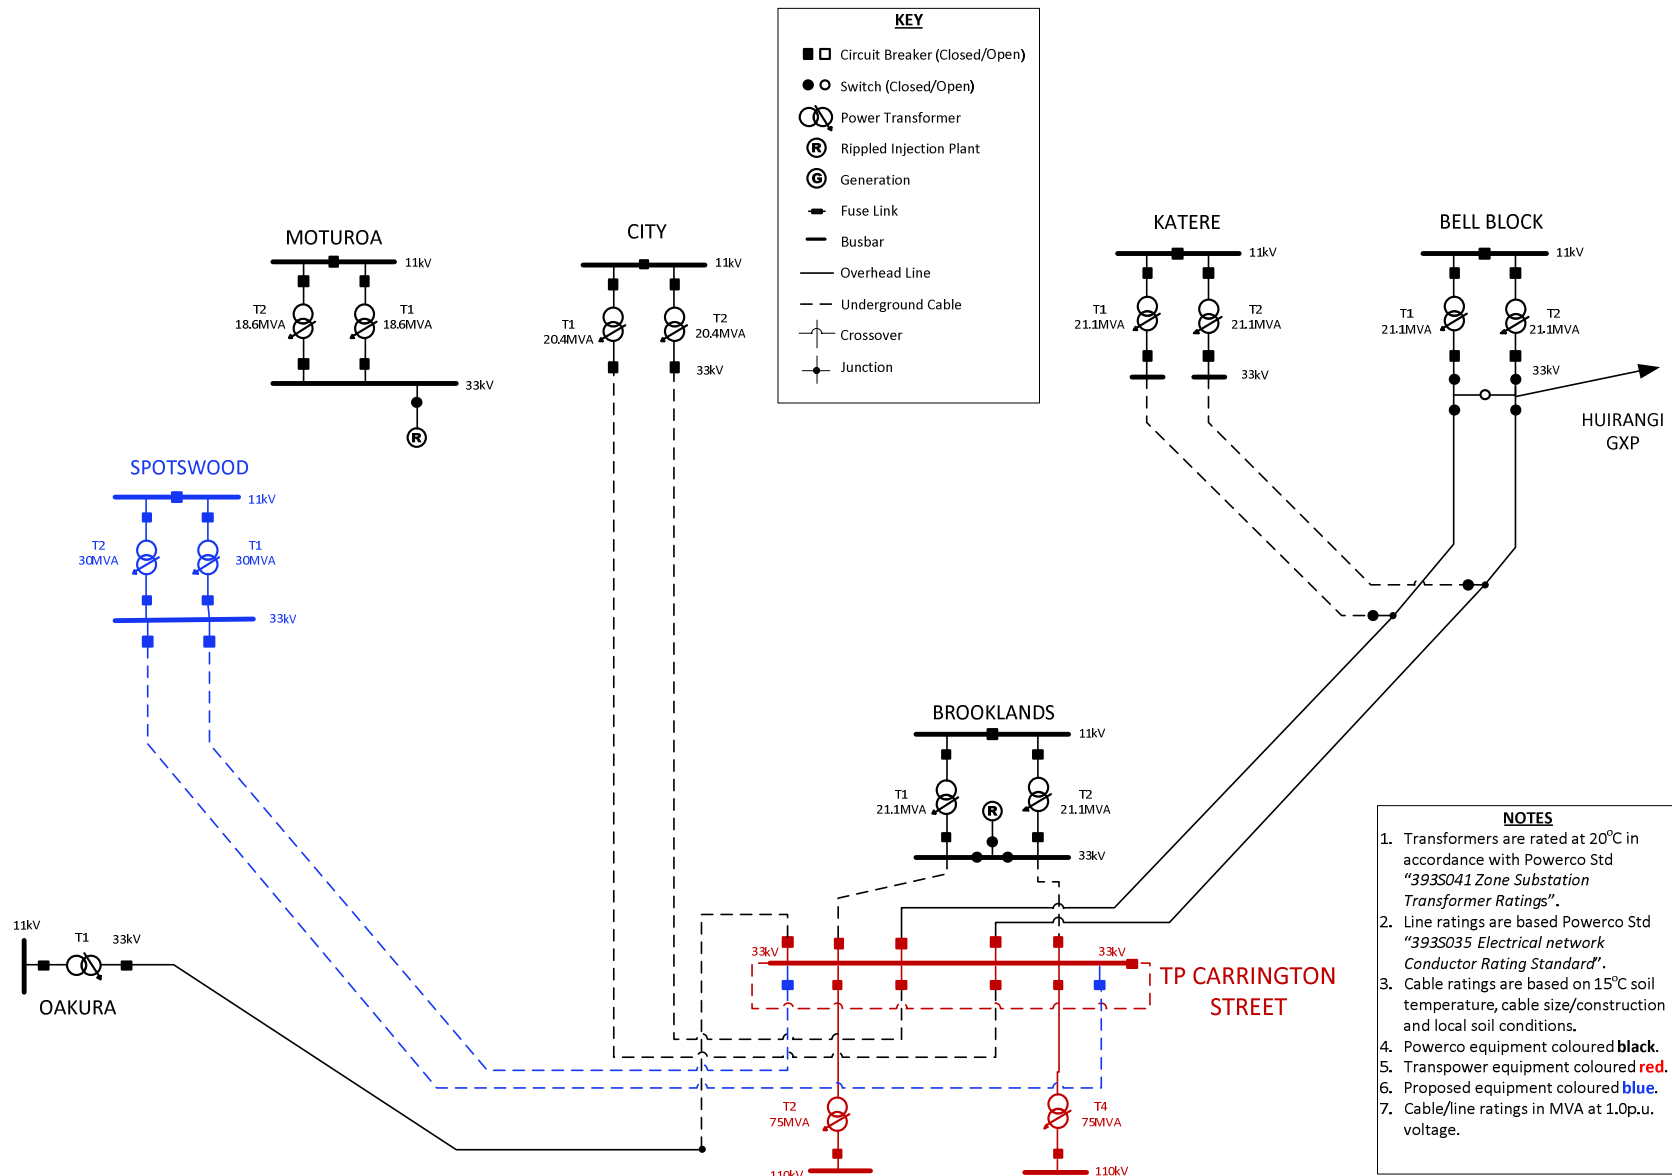 KEY
Circuit Breaker (Closed/Open)
Switch (Closed/Open)
Power Transformer
R Rippled Injection Plant
G Generation
Fuse Link
Busbar
Overhead Line
Underground Cable
Crossover
Junction
MOTUROA
11kV
T2
18.6MVA
T1
18.6MVA
33kV
R
CITY
11kV
T1
20.4MVA
T2
20.4MVA
33kV
KATERE
11kV
T1
21.1MVA
T2
21.1MVA
33kV
BELL BLOCK
11kV
T1
21.1MVA
T2
21.1MVA
33kV
HUIRANGI
GXP
SPOTSWOOD
11kV
T2
30MVA
T1
30MVA
33kV
BROOKLANDS
11kV
T1
21.1MVA
R
T2
21.1MVA
33kV
11kV
T1
33kV
OAKURA
33kV
33kV
TP CARRINGTON
STREET
T2
75MVA
110kV
T4
75MVA
110kV
NOTES
1. Transformers are rated at 20°C in
accordance with Powerco Std
“393S041 Zone Substation
Transformer Ratings”.
2. Line ratings are based Powerco Std
“393S035 Electrical network
Conductor Rating Standard”.
3. Cable ratings are based on 15°C soil
temperature, cable size/construction
and local soil conditions.
4. Powerco equipment coloured black.
5. Transpower equipment coloured red.
6. Proposed equipment coloured blue.
7. Cable/line ratings in MVA at 1.0p.u.
voltage.